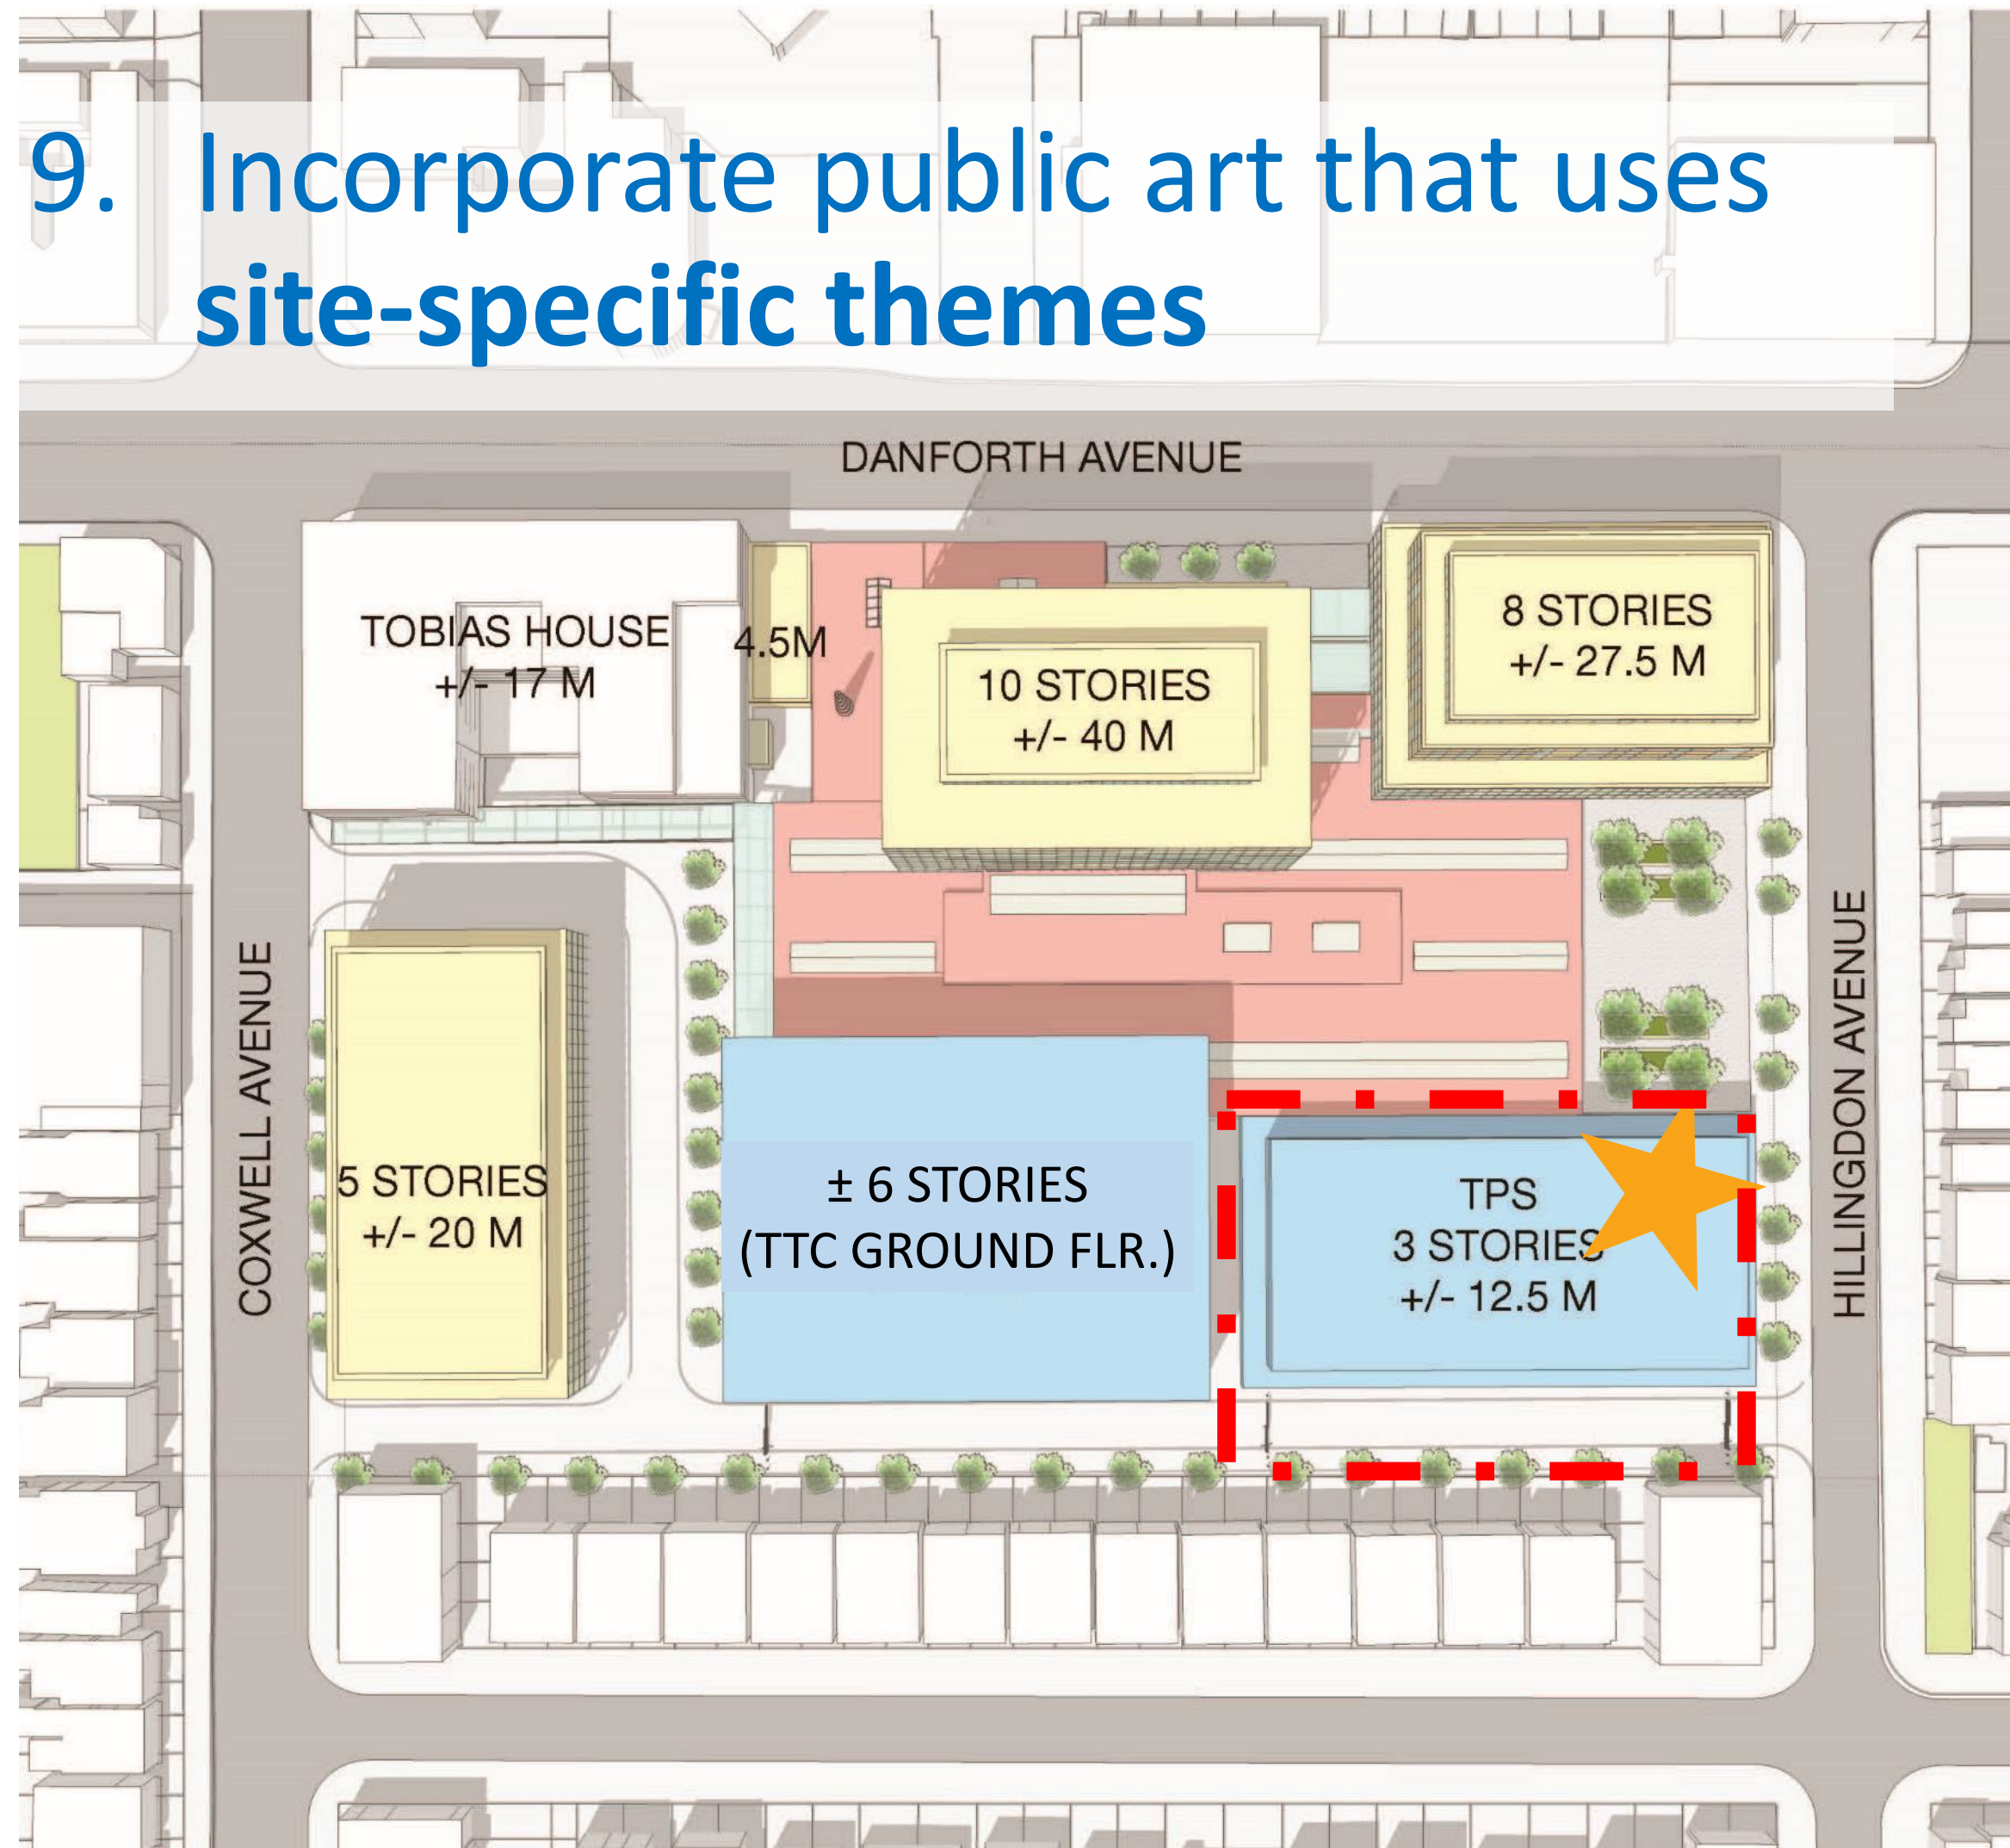 9. Incorporate public art that uses
site-specific themes
DANFORTH AVENUE
TOBIAS HOUSE
+/- 17 M
4.5M
10 STORIES
+/- 40 M
8 STORIES
+/- 27.5 M
COXWELL AVENUE
5 STORIES
+/- 20 M
± 6 STORIES
(TTC GROUND FLR.)
TPS
3 STORIES
+/- 12.5 M
HILLINGDON AVENUE